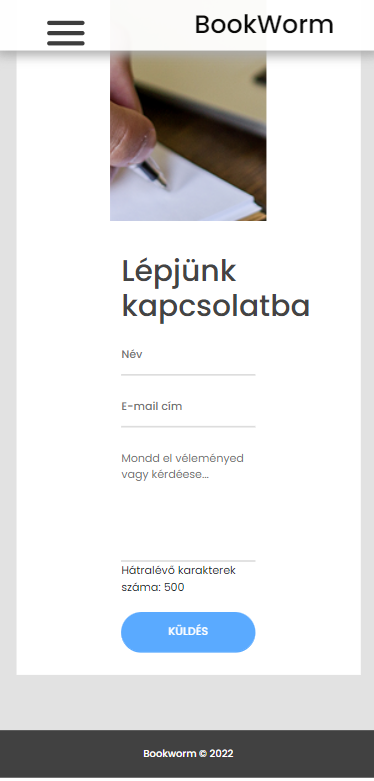 BookWorm
Lépjünk
kapcsolatba
Név
E-mail cím
Mondd el véleményed
vagy kérdéese...
Hátralévő karakterek
száma: 500
KÜLDÉS
Bookworm © 2022